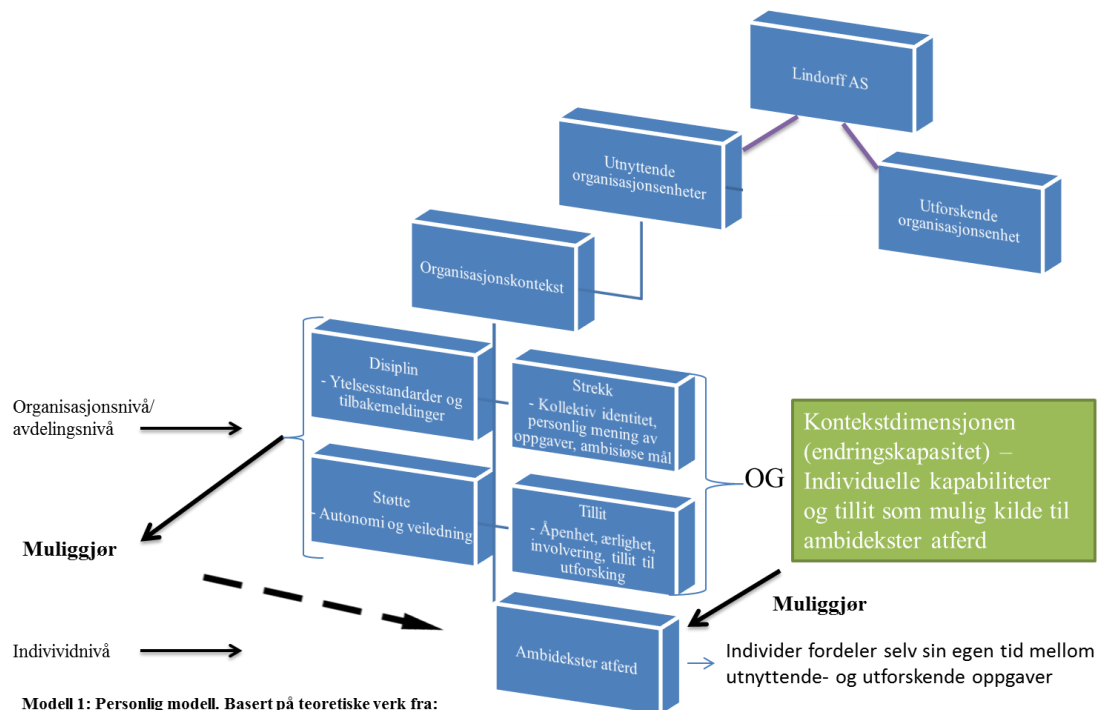 Lindorff AS
Utnyttende
organisasjonsenheter
Utforskende
organisasjonsenhet
Organisasjonskontekst
Disiplin
- Ytelsesstandarder og
tilbakemeldinger
Strekk
- Kollektiv identitet,
personlig mening av
oppgaver, ambisiøse mål
Organisasjonsnivå/
avdelingsnivå
Støtte
- Autonomi og veiledning
Tillit
- Åpenhet, ærlighet,
involvering, tillit til
utforsking
OG
Kontekstdimensjonen
(endringskapasitet) –
Individuelle kapabiliteter
og tillit som mulig kilde til
ambidekster atferd
Muliggjør
Muliggjør
Individnivå
Ambidekster atferd
Individer fordeler selv sin egen tid mellom
utnyttende- og utforskende oppgaver
Modell 1: Personlig modell. Basert på teoretiske verk fra: